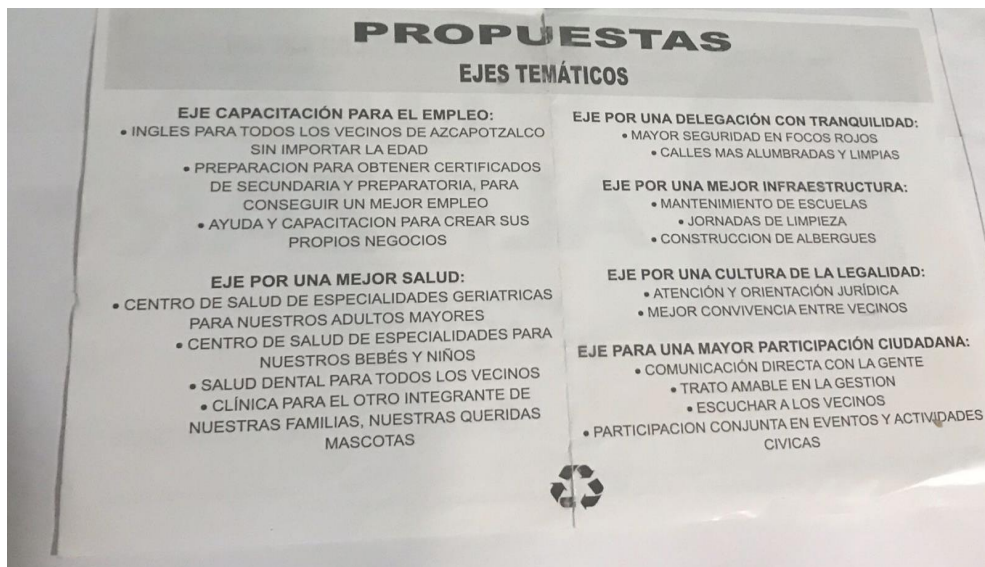 PROPUESTAS
EJES TEMÁTICOS
EJE CAPACITACIÓN PARA EL EMPLEO:
• INGLES PARA TODOS LOS VECINOS DE AZCAPOTZALCO
SIN IMPORTAR LA EDAD
• PREPARACION PARA OBTENER CERTIFICADOS
DE SECUNDARIA Y PREPARATORIA, PARA
CONSEGUIR UN MEJOR EMPLEO
• AYUDA Y CAPACITACION PARA CREAR SUS
PROPIOS NEGOCIOS
EJE POR UNA MEJOR SALUD:
• CENTRO DE SALUD DE ESPECIALIDADES GERIATRICAS
PARA NUESTROS ADULTOS MAYORES
• CENTRO DE SALUD DE ESPECIALIDADES PARA
NUESTROS BEBÉS Y NIÑOS
• SALUD DENTAL PARA TODOS LOS VECINOS
• CLÍNICA PARA EL OTRO INTEGRANTE DE
NUESTRAS FAMILIAS, NUESTRAS QUERIDAS
MASCOTAS
EJE POR UNA DELEGACIÓN CON TRANQUILIDAD:
• MAYOR SEGURIDAD EN FOCOS ROJOS
• CALLES MAS ALUMBRADAS Y LIMPIAS
EJE POR UNA MEJOR INFRAESTRUCTURA:
• MANTENIMIENTO DE ESCUELAS
• JORNADAS DE LIMPIEZA
• CONSTRUCCION DE ALBERGUES
EJE POR UNA CULTURA DE LA LEGALIDAD:
• ATENCIÓN Y ORIENTACIÓN JURÍDICA
• MEJOR CONVIVENCIA ENTRE VECINOS
EJE PARA UNA MAYOR PARTICIPACIÓN CIUDADANA:
• COMUNICACIÓN DIRECTA CON LA GENTE
• TRATO AMABLE EN LA GESTION
• ESCUCHAR A LOS VECINOS
• PARTICIPACION CONJUNTA EN EVENTOS Y ACTIVIDADES
CIVICAS